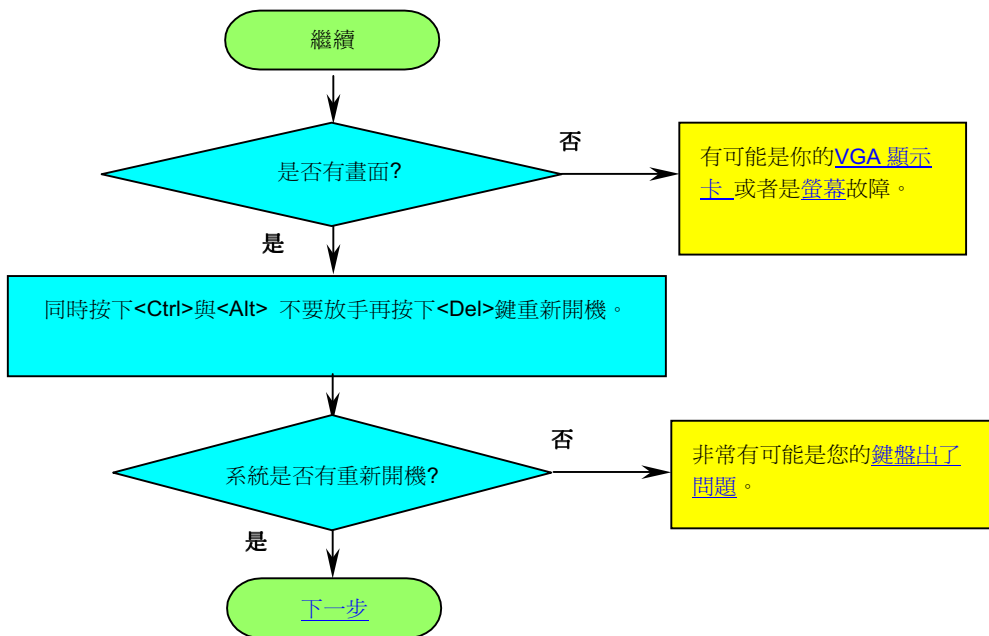 繼續
是否有畫面?
否
有可能是你的VGA 顯示
卡 或者是螢幕故障。
是
同時按下<Ctrl>與<Alt> 不要放手再按下<Del>鍵重新開機。
系統是否有重新開機?
否
非常有可能是您的鍵盤出了
問題。
是
下一步